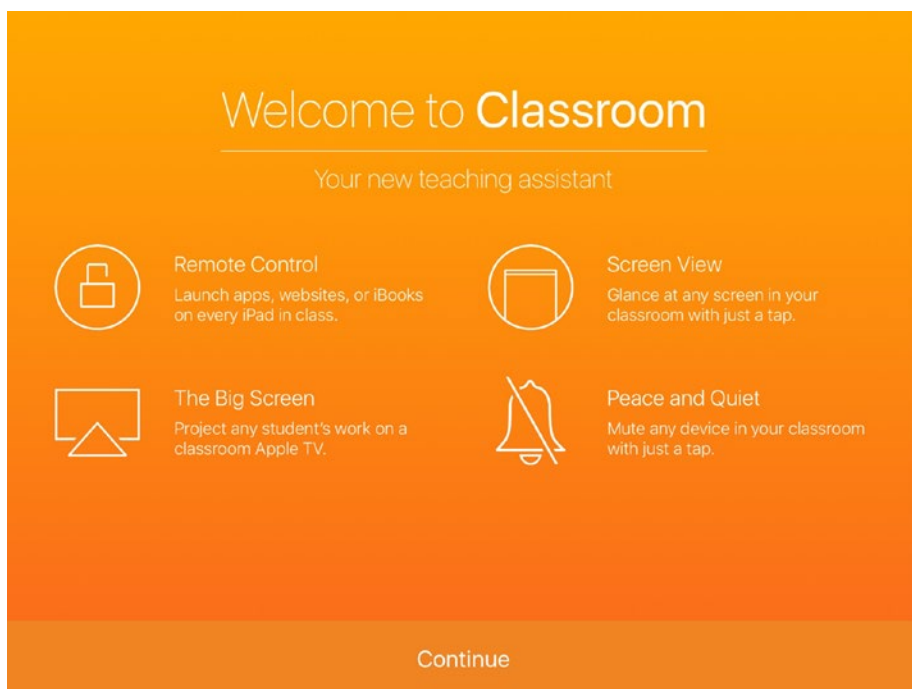 Welcome to Classroom
Your new teaching assistant
Remote Control
Launch apps, websites, or iBooks
on every iPad in class.
Screen View
Glance at any screen in your
classroom with just a tap.
The Big Screen
Project any student's work on a
classroom Apple TV.
Peace and Quiet
Mute any device in your classroom
with just a tap.
Continue